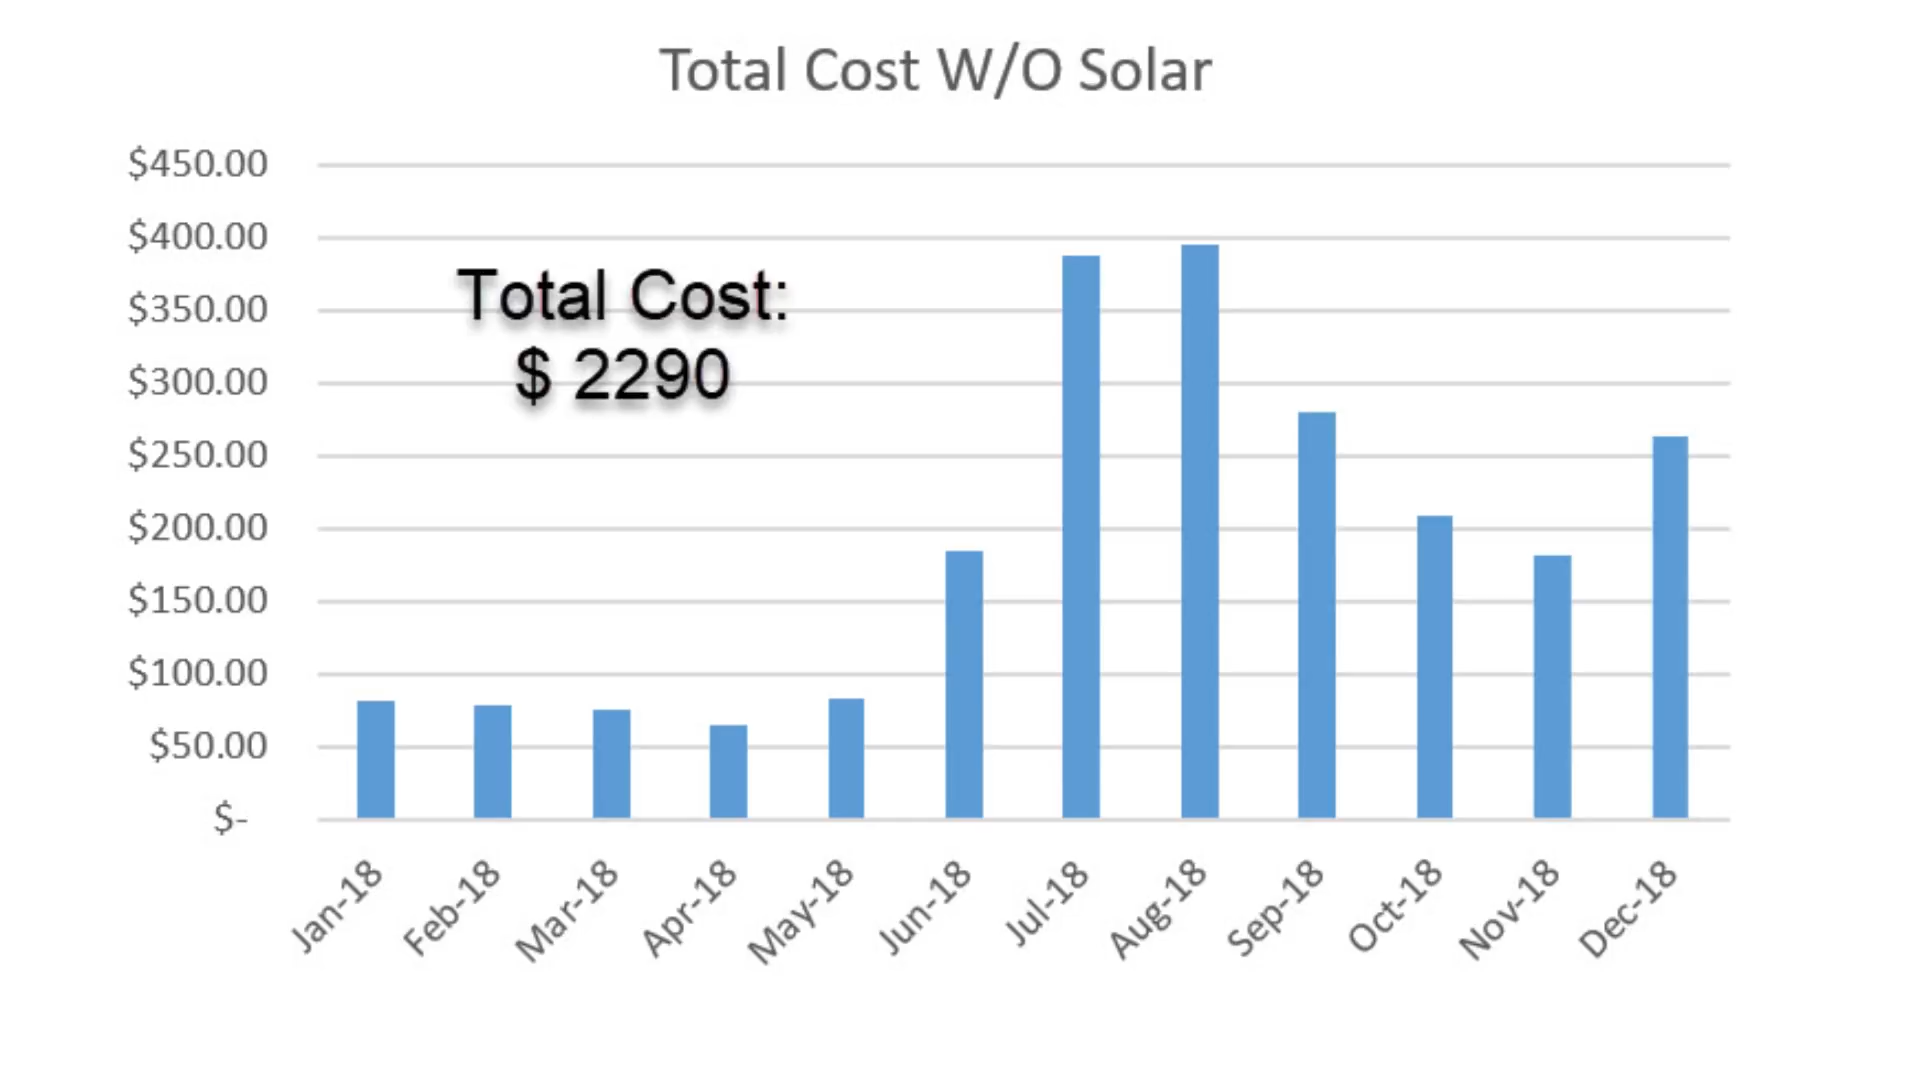 Total Cost W/O Solar
$450.00
$400.00
$350.00
$300.00
$250.00
$200.00
$150.00
$100.00
$50.00
$-
Total Cost:
$ 2290
Jan-18
Feb-18
Mar-18
Apr-18
May-18
Jun-18
Jul-18
Aug-18
Sep-18
Oct-18
Nov-18
Dec-18